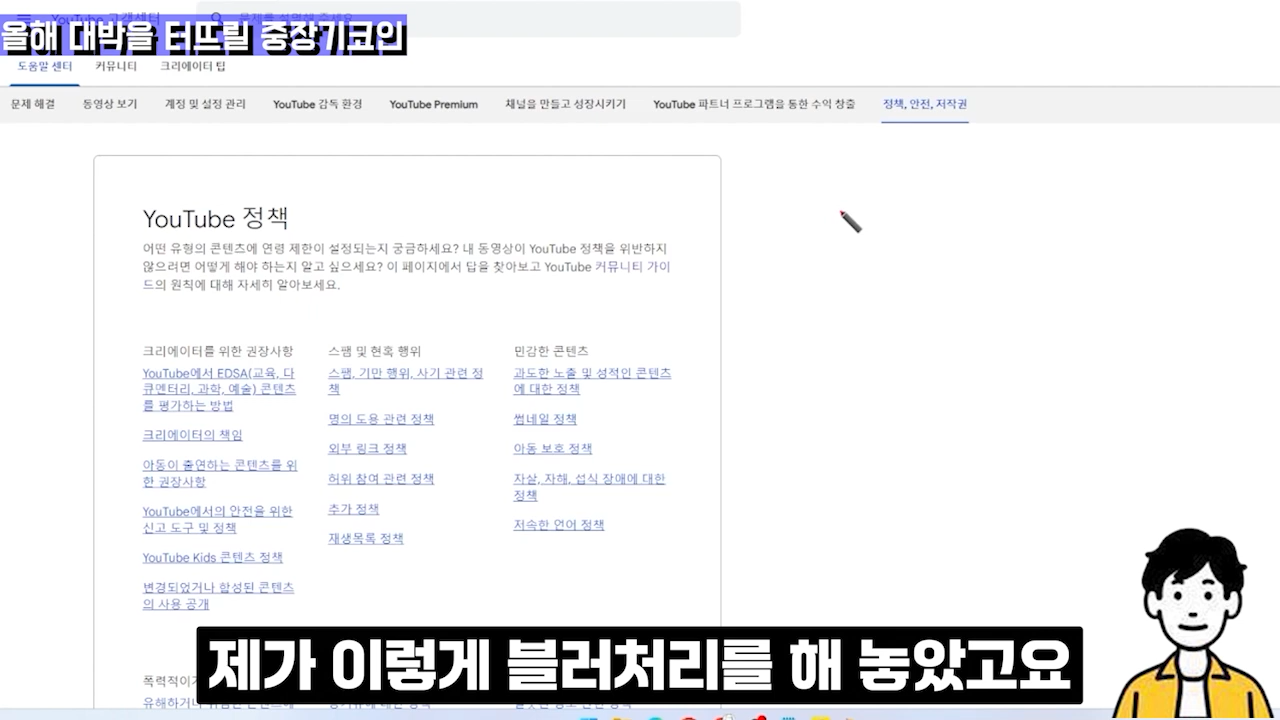 올해 대박을 터뜨릴 중장기코인
도움말 센터 커뮤니티 크리에이터 팁
문제 해결 동영상 보기 계정 및 설정 관리 YouTube 감독 환경 YouTube Premium 채널을 만들고 성장시키기 YouTube 파트너 프로그램을 통한 수익 창출 정책, 안전, 저작권
YouTube 정책
어떤 유형의 콘텐츠에 연령 제한이 설정되는지 궁금하세요? 내 동영상이 YouTube 정책을 위반하지
않으려면 어떻게 해야 하는지 알고 싶으세요? 이 페이지에서 답을 찾아보고 YouTube 커뮤니티 가이
드의 원칙에 대해 자세히 알아보세요.
크리에이터를 위한 권장사항
YouTube에서 EDSA(교육, 다
큐멘터리, 과학, 예술) 콘텐츠
를 평가하는 방법
크리에이터의 책임
아동이 출연하는 콘텐츠를 위
한 권장사항
YouTube에서의 안전을 위한
신고 도구 및 정책
YouTube Kids 콘텐츠 정책
변경되었거나 합성된 콘텐츠
의 사용 공개
스팸 및 현혹 행위
스팸, 기만 행위, 사기 관련 정
책
명의 도용 관련 정책
외부 링크 정책
허위 참여 관련 정책
추가 정책
재생목록 정책
민감한 콘텐츠
과도한 노출 및 성적인 콘텐츠
에 대한 정책
썸네일 정책
아동 보호 정책
자살, 자해, 섭식 장애에 대한
정책
저속한 언어 정책
제가 이렇게 블러처리를 해 놓았고요